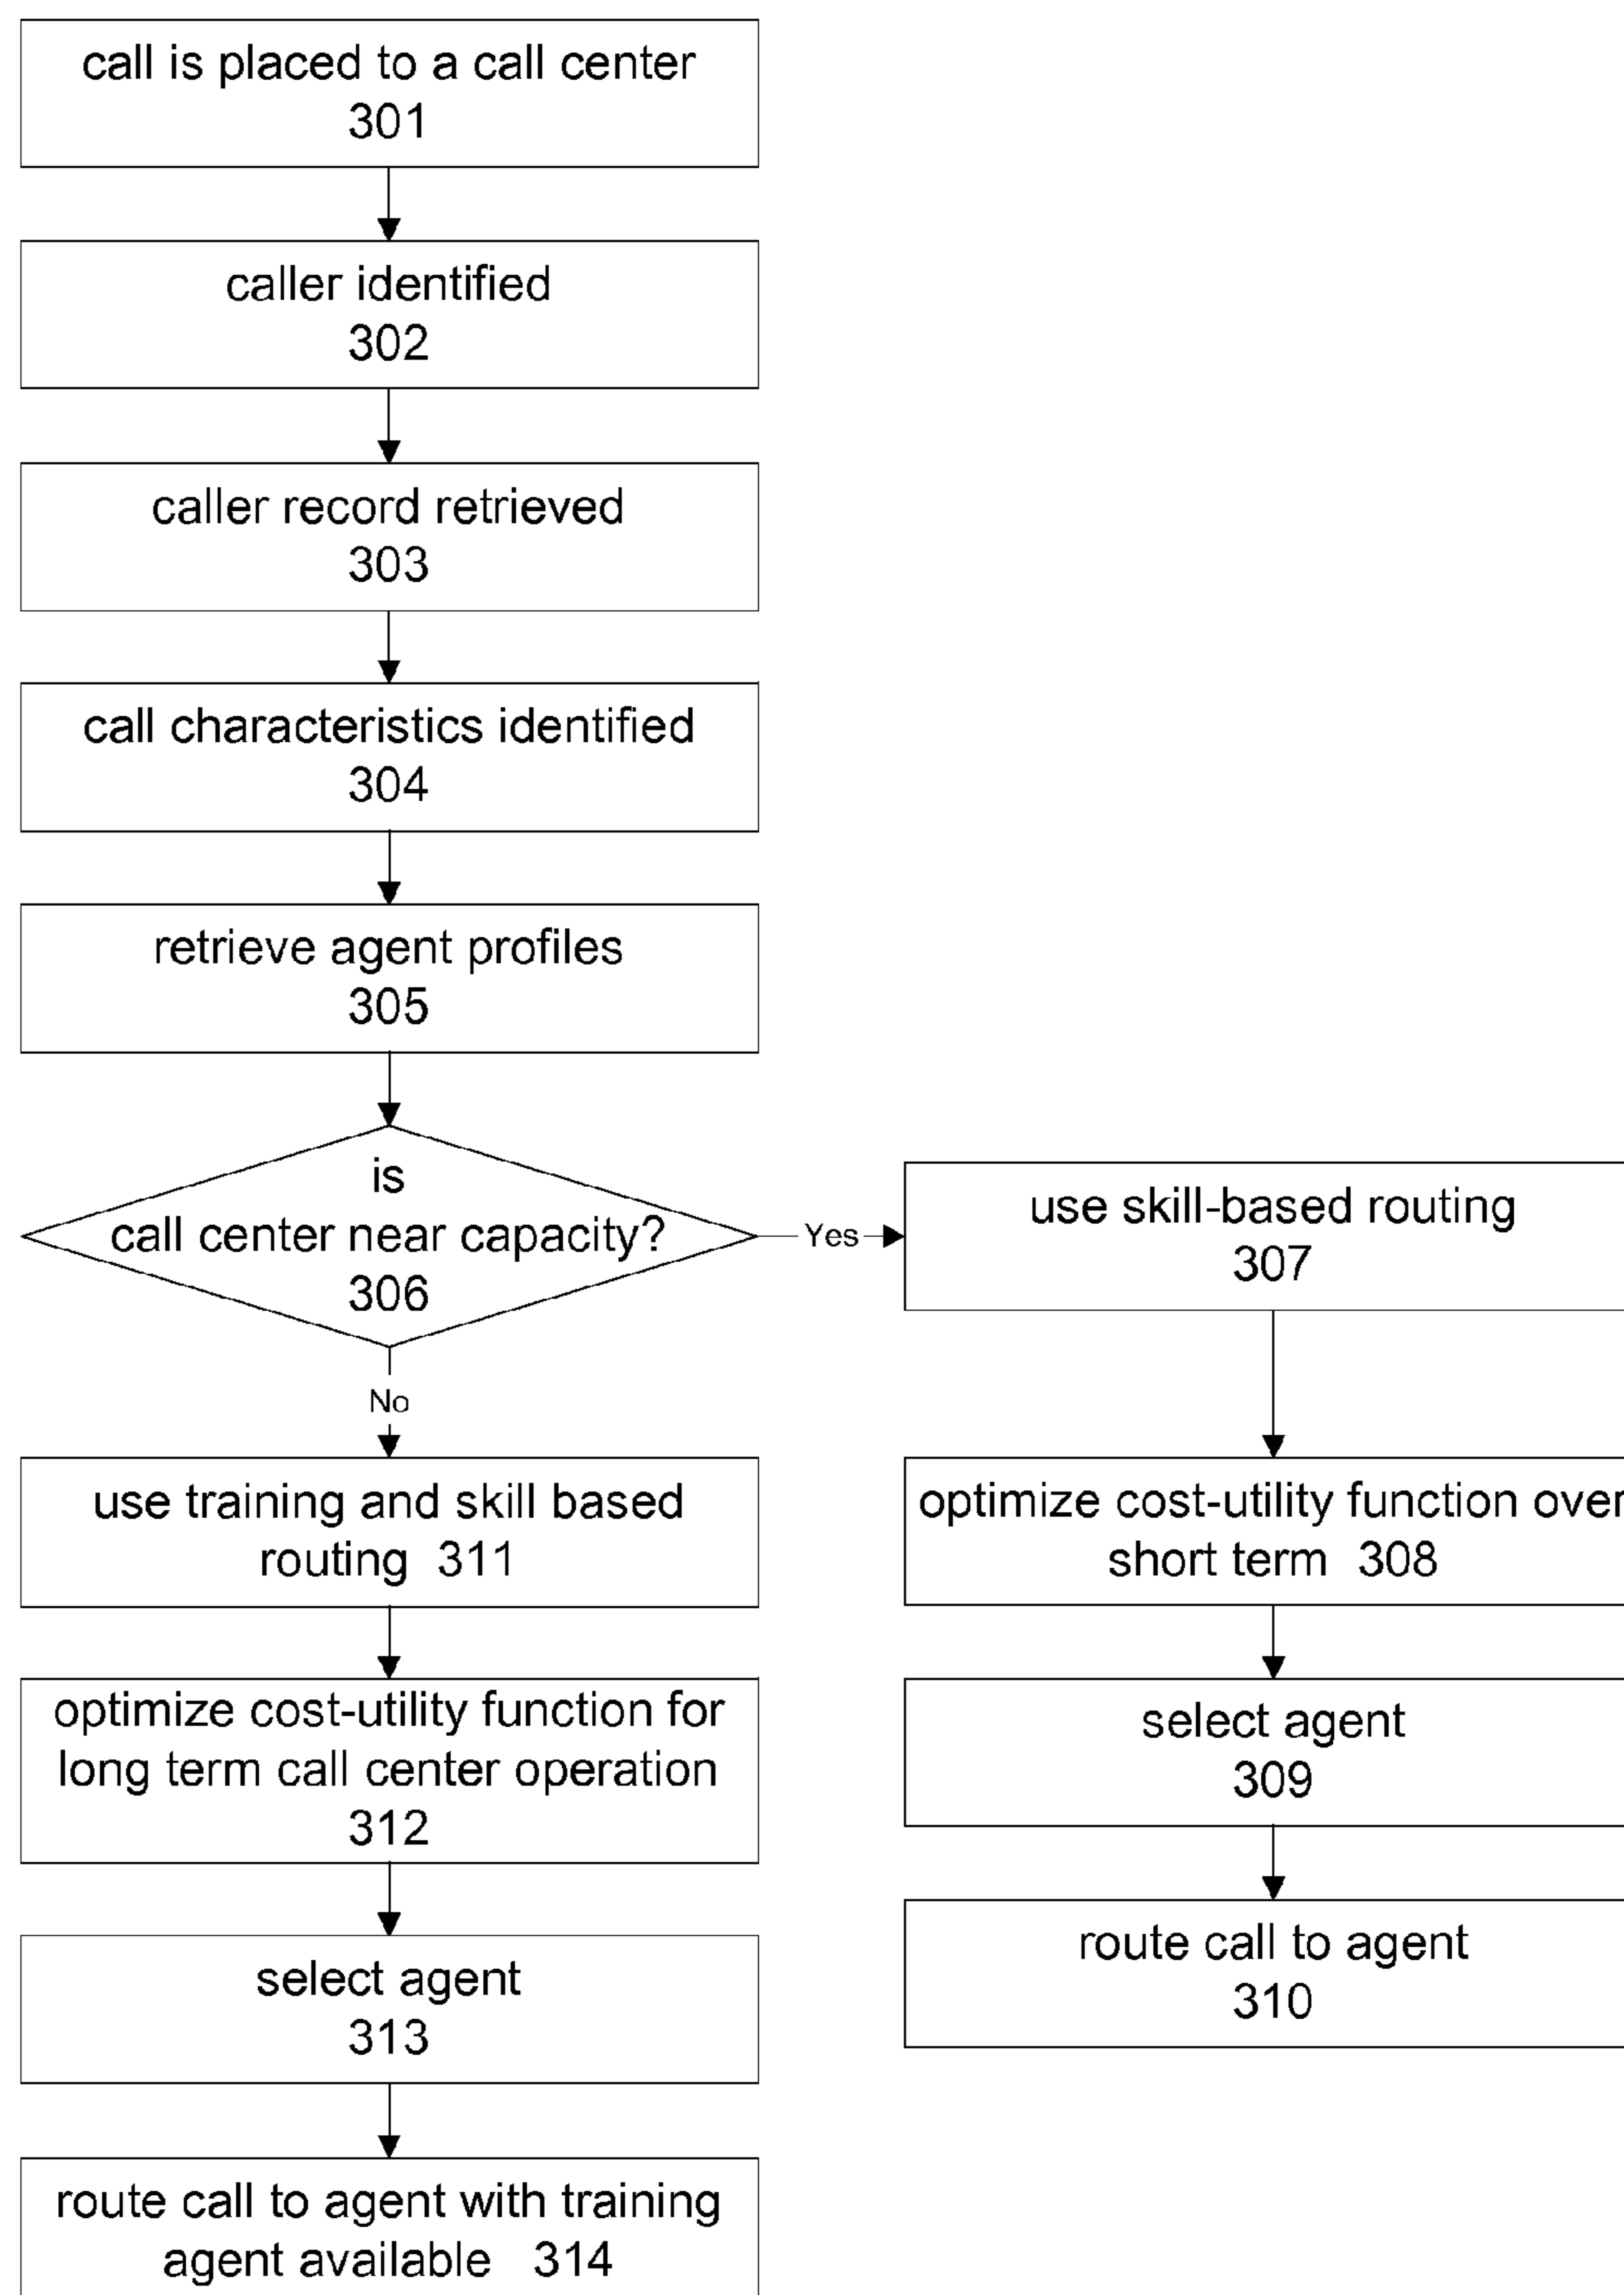 call is placed to a call center
301
caller identified
302
caller record retrieved
303
call characteristics identified
304
retrieve agent profiles
305
is
call center near capacity?
306
Yes
use skill-based routing
307
No
use training and skill based
routing 311
optimize cost-utility function over
short term 308
optimize cost-utility function for
long term call center operation
312
select agent
309
select agent
313
route call to agent
310
route call to agent with training
agent available 314